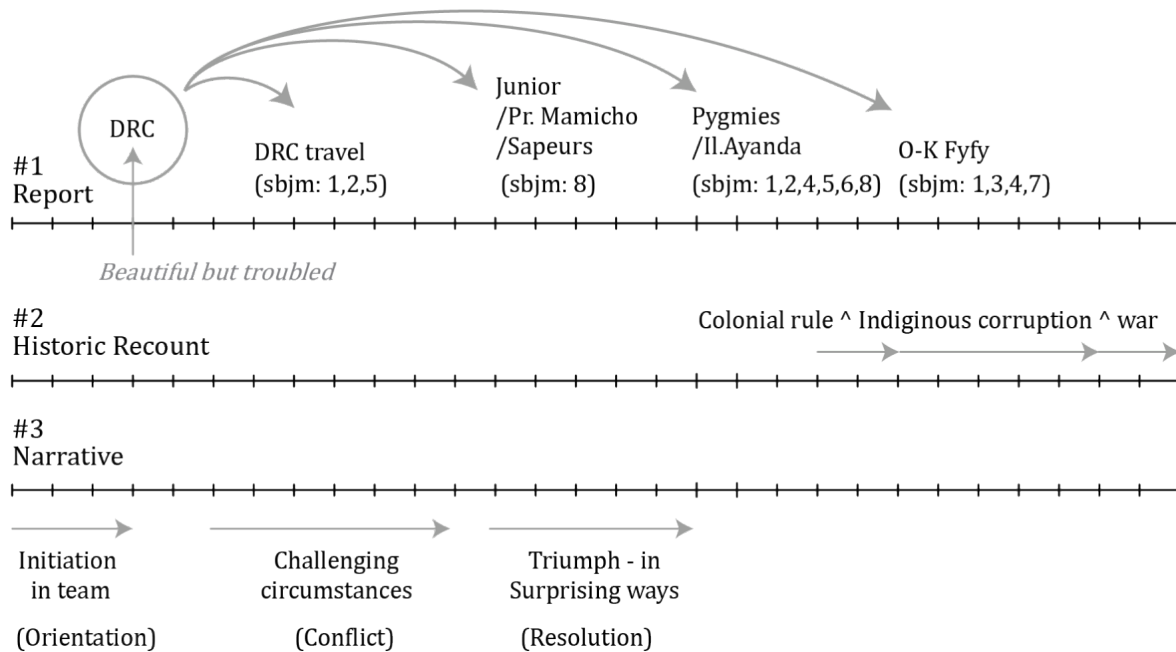 DRC
#1
Report
DRC travel
(sbjm: 1,2,5)
Junior
/Pr. Mamicho
/Sapeurs
(sbjm: 8)
Pygmies
/Il.Ayanda
(sbjm: 1,2,4,5,6,8)
O-K Fyfy
(sbjm: 1,3,4,7)
Beautiful but troubled
#2
Historic Recount
Colonial rule ^ Indiginous corruption ^ war
#3
Narrative
Initiation
in team
(Orientation)
Challenging
circumstances
(Conflict)
Triumph - in
Surprising ways
(Resolution)